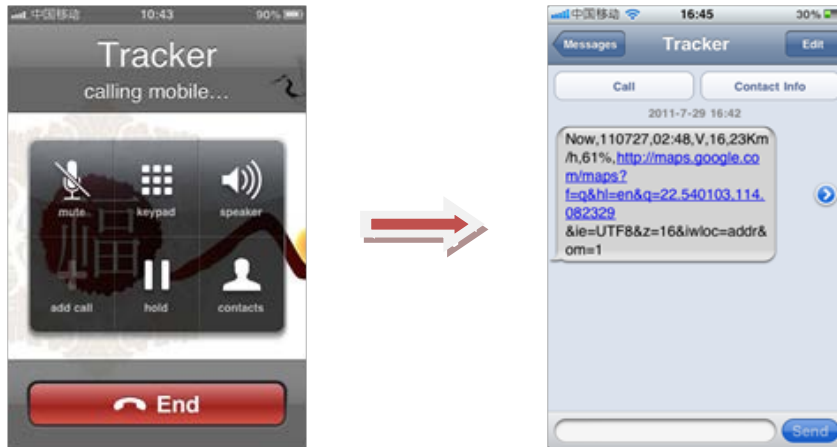 中国移动 10:43 90%
Tracker
calling mobile...
mute keypad speaker
福
add call hold contacts
End
中国移动 16:45 30%
Messages Tracker Edit
Call Contact Info
2011-7-29 16:42
Now,110727,02:48,V,16,23Km
/h,61%,http://maps.google.co
m/maps?
f=q&hl=en&q=22.540103,114.
082329
&ie=UTF8&z=16&iwloc=addr&
om=1
Send